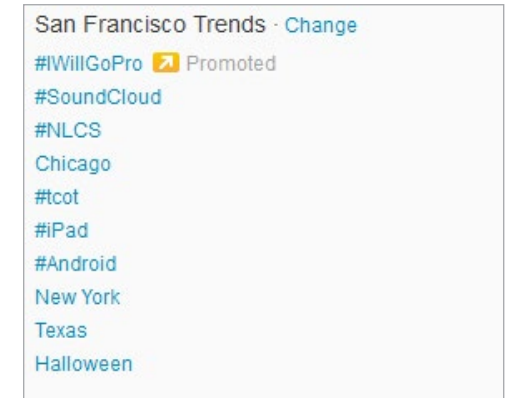 San Francisco Trends · Change
#IWillGoPro Promoted
#SoundCloud
#NLCS
Chicago
#tcot
#iPad
#Android
New York
Texas
Halloween